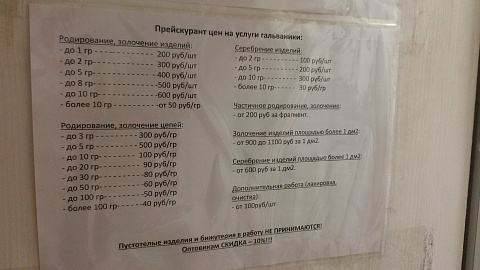 Прейскурант цен на услуги гальваники:
Родирование, золочение изделий:
- до 1 гр - - - - - - - - - - - - 200 руб/шт
- до 2 гр- - - - - - - - - - - - 300 руб/шт
- до 5 гр - - - - - - - - - - - -400 руб/шт
- до 8 гр- - - - - - - - - - - -500 руб/шт
- до 10 гр- - - - - - - - - - -600 руб/шт
- более 10 гр - - - - - - - -от 50 руб/гр
Родирование, золочение цепей:
- до 3 гр - - - - - - - - - 300 руб/гр
- до 5 гр - - - - - - - - - 500 руб/гр
- до 10 гр- - - - - - - - 100 руб/гр
- до 20 гр - - - - - - - - - 90 руб/гр
- до 30 гр- - - - - - - - - -80 руб/гр
- до 50 гр- - - - - - - - - -60 руб/гр
- до 100 гр- - - - - - - - -50 руб/гр
- более 100 гр- - - - - -40 руб/гр
Серебрение изделий:
- до 2 гр - - - - - - - - -100 руб/шт
- до 5 гр - - - - - - - - -200 руб/шт
- до 10 гр- - - - - - - - 300 руб/шт
- более 10 гр- - - - - - 30 руб/гр
Частичное родирование, золочение:
- от 200 руб за фрагмент.
Золочение изделий площадью более 1 дм2:
- от 900 до 1100 руб за 1 дм2.
Серебрение изделий площадью более 1 дм2:
- от 600 руб за 1 дм2.
Дополнительная работа (лакировка,
очистка):
- от 100руб/шт
Пустотелые изделия и бижутерия в работу НЕ ПРИНИМАЮТСЯ!
Оптовикам СКИДКА – 10%!!!